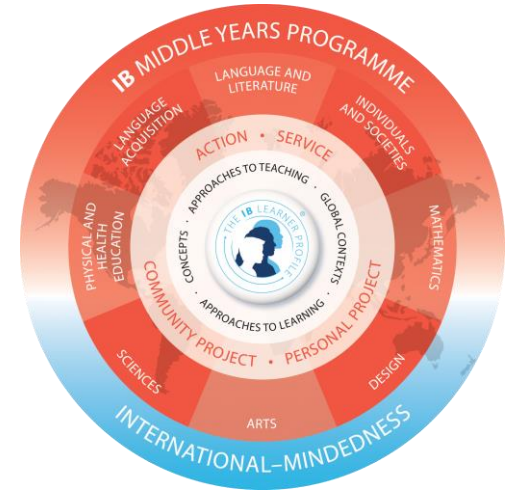 IB MIDDLE YEARS PROGRAMME
LANGUAGE AND
LITERATURE
INDIVIDUALS
AND SOCIETIES
MATHEMATICS
DESIGN
ARTS
SCIENCES
PHYSICAL AND
HEALTH
EDUCATION
LANGUAGE
ACQUISITION
ACTION • SERVICE
PERSONAL PROJECT
COMMUNITY PROJECT •
APPROACHES TO TEACHING ·
GLOBAL CONTEXTS ·
APPROACHES TO LEARNING ·
CONCEPTS ·
THE IB LEARNER PROFILE
®
INTERNATIONAL–MINDEDNESS